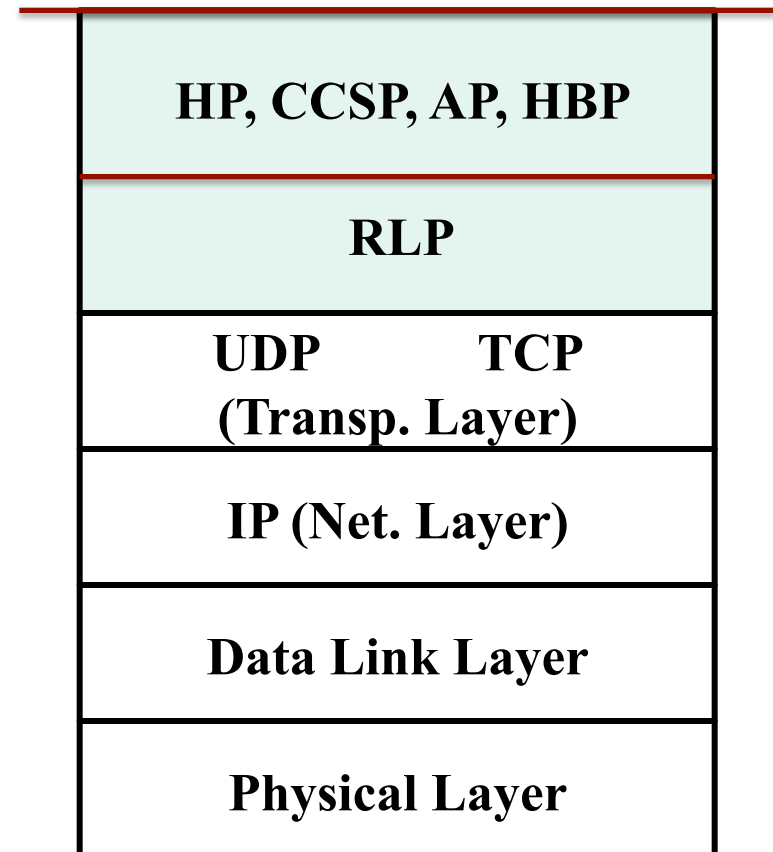 HP, CCSP, AP, HBP
RLP
UDP TCP
(Transp. Layer)
IP (Net. Layer)
Data Link Layer
Physical Layer